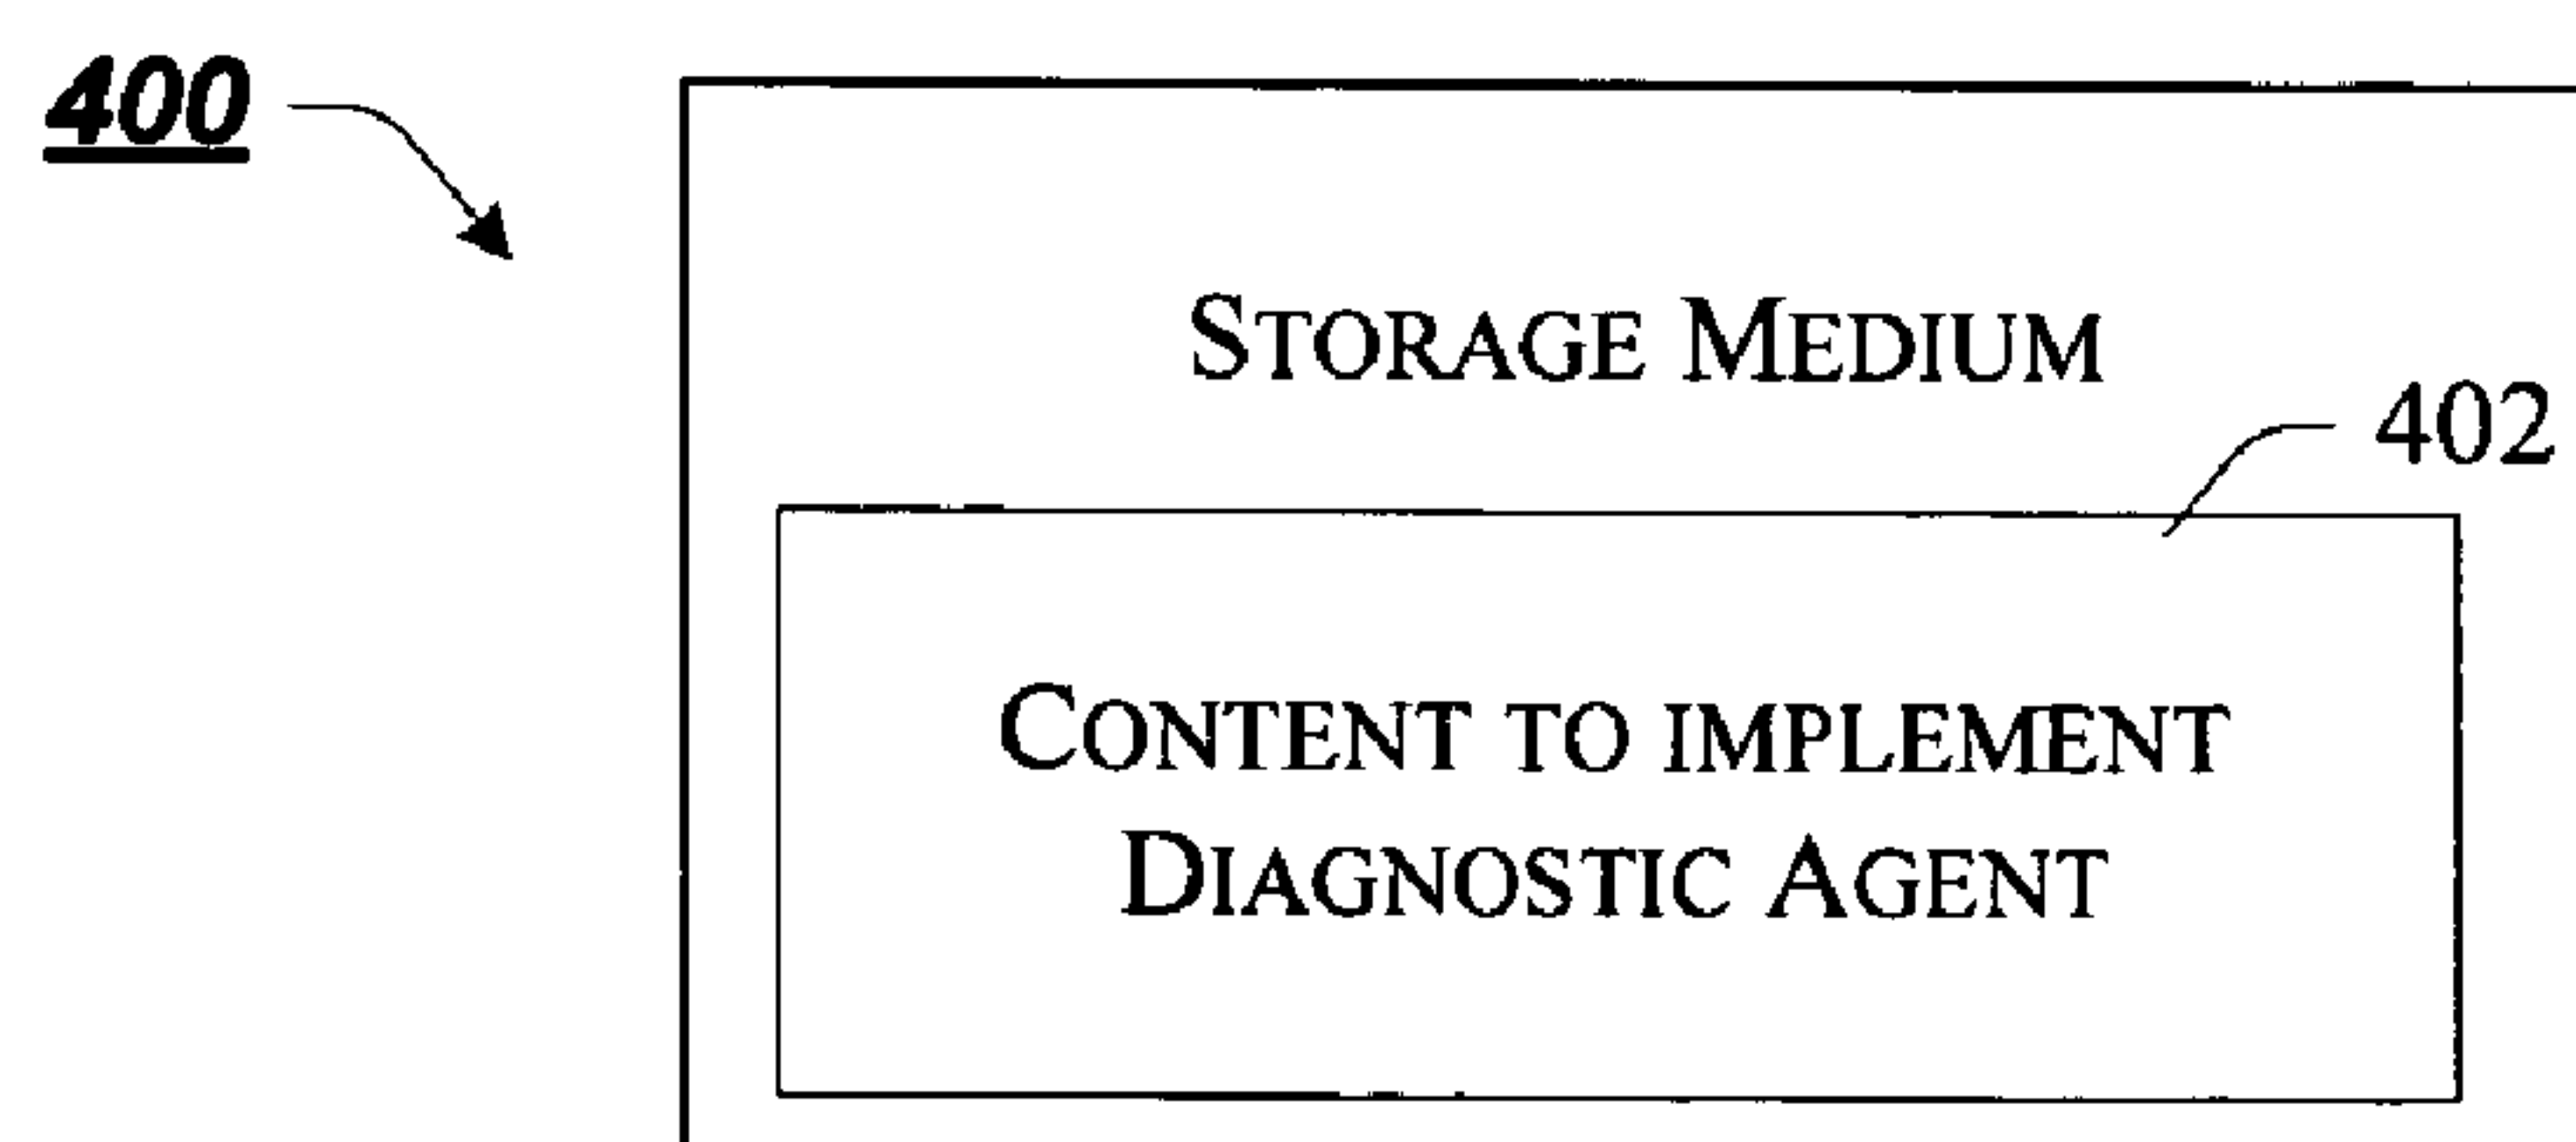 400
STORAGE MEDIUM
402
CONTENT TO IMPLEMENT
DIAGNOSTIC AGENT